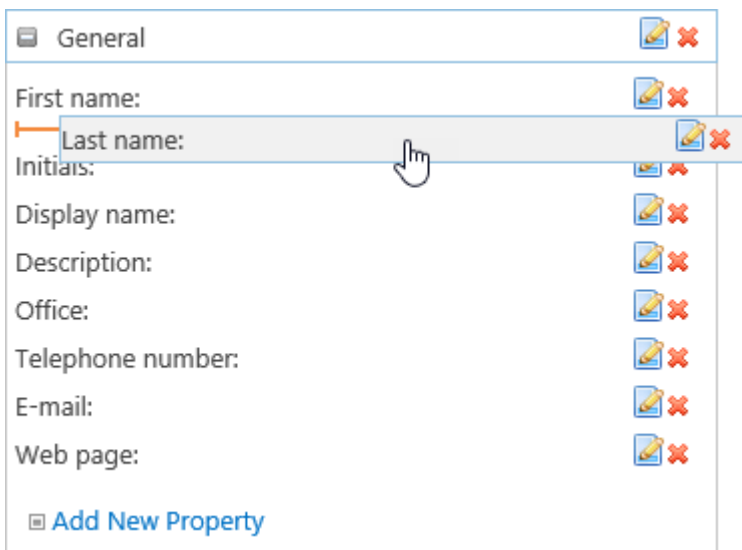 General
First name:
Last name:
Initials:
Display name:
Description:
Office:
Telephone number:
E-mail:
Web page:
Add New Property